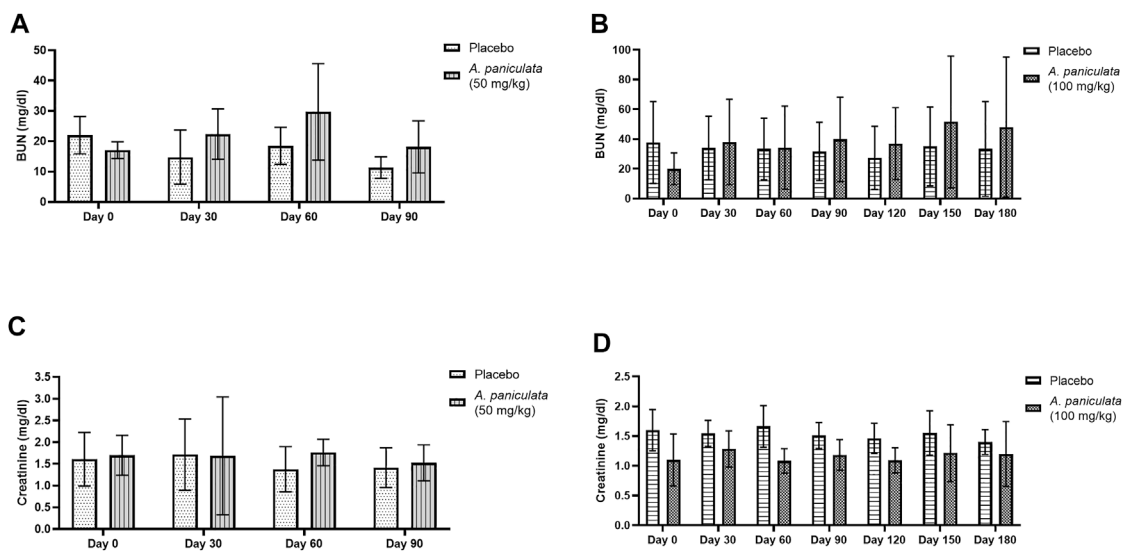 A
BUN (mg/dl)
50
40
30
20
10
0
Day 0 Day 30 Day 60 Day 90
Placebo
A. paniculata
(50 mg/kg)
B
BUN (mg/dl)
100
80
60
40
20
0
Day 0 Day 30 Day 60 Day 90 Day 120 Day 150 Day 180
Placebo
A. paniculata
(100 mg/kg)
C
Creatinine (mg/dl)
3.5
3.0
2.5
2.0
1.5
1.0
0.5
0.0
Day 0 Day 30 Day 60 Day 90
Placebo
A. paniculata
(50 mg/kg)
D
Creatinine (mg/dl)
2.5
2.0
1.5
1.0
0.5
0.0
Day 0 Day 30 Day 60 Day 90 Day 120 Day 150 Day 180
Placebo
A. paniculata
(100 mg/kg)